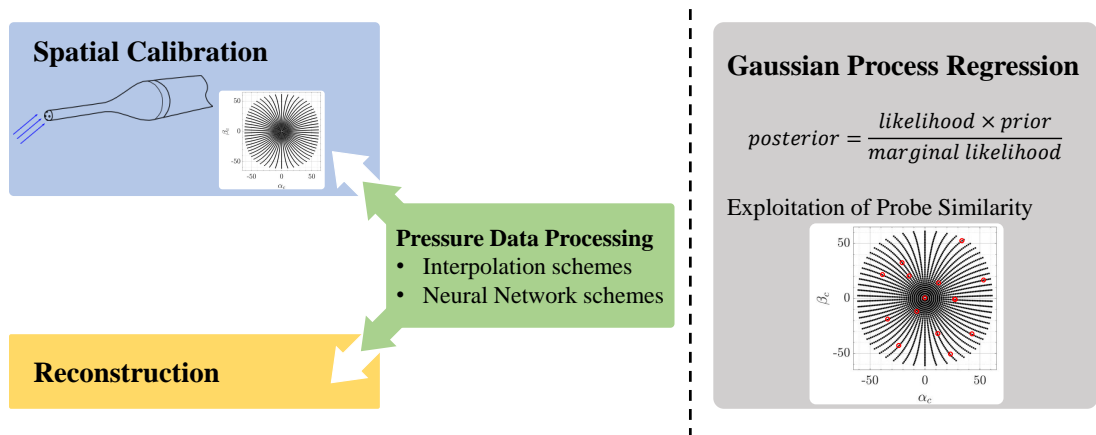 Spatial Calibration
50
0
-50
β_c
-50
0
50
α_c
Pressure Data Processing
• Interpolation schemes
• Neural Network schemes
Reconstruction
Gaussian Process Regression
posterior = likelihood × prior / marginal likelihood
Exploitation of Probe Similarity
50
0
-50
β_c
-50
0
50
α_c